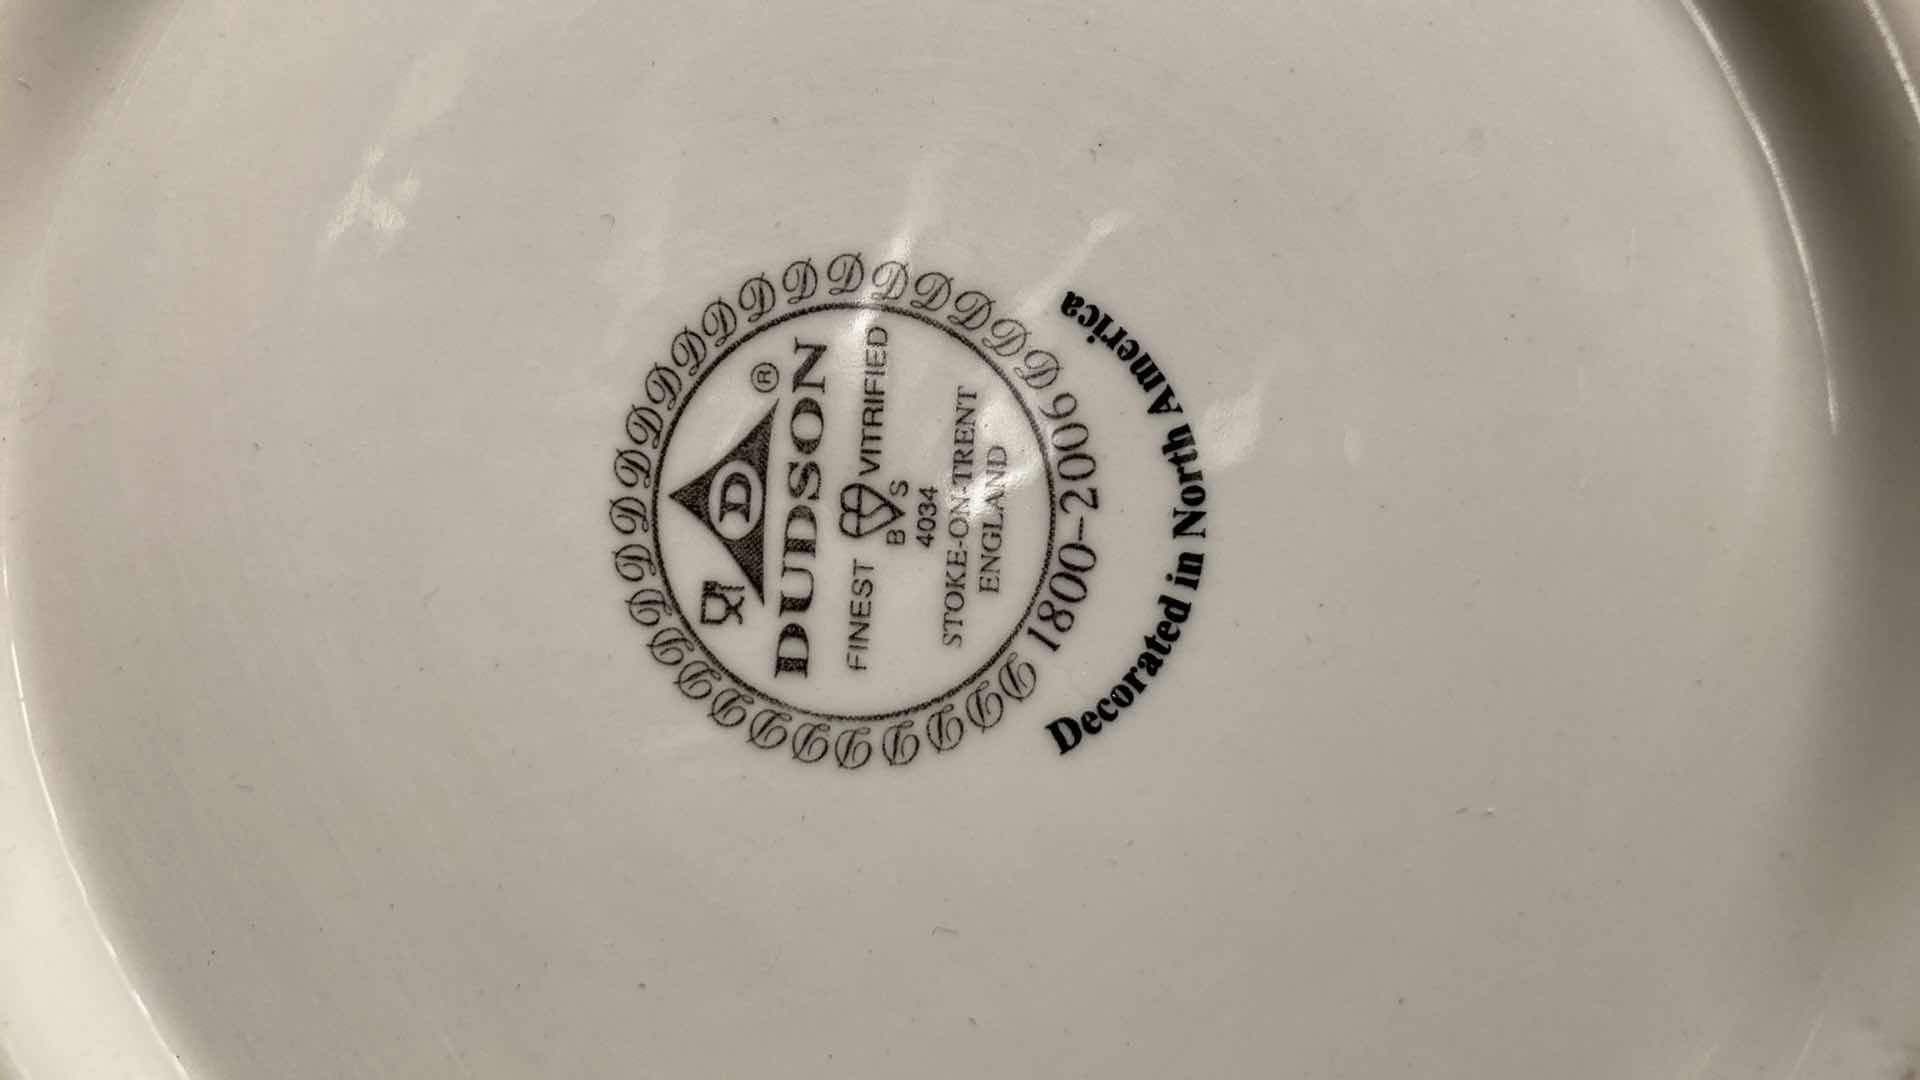 D D D D D D D D D D D D D D D D D D D D D D D D D D D D
D ®
DUDSON
FINEST VITRIFIED
B S
4034
STOKE-ON-TRENT
ENGLAND
1800–2006
Decorated in North America